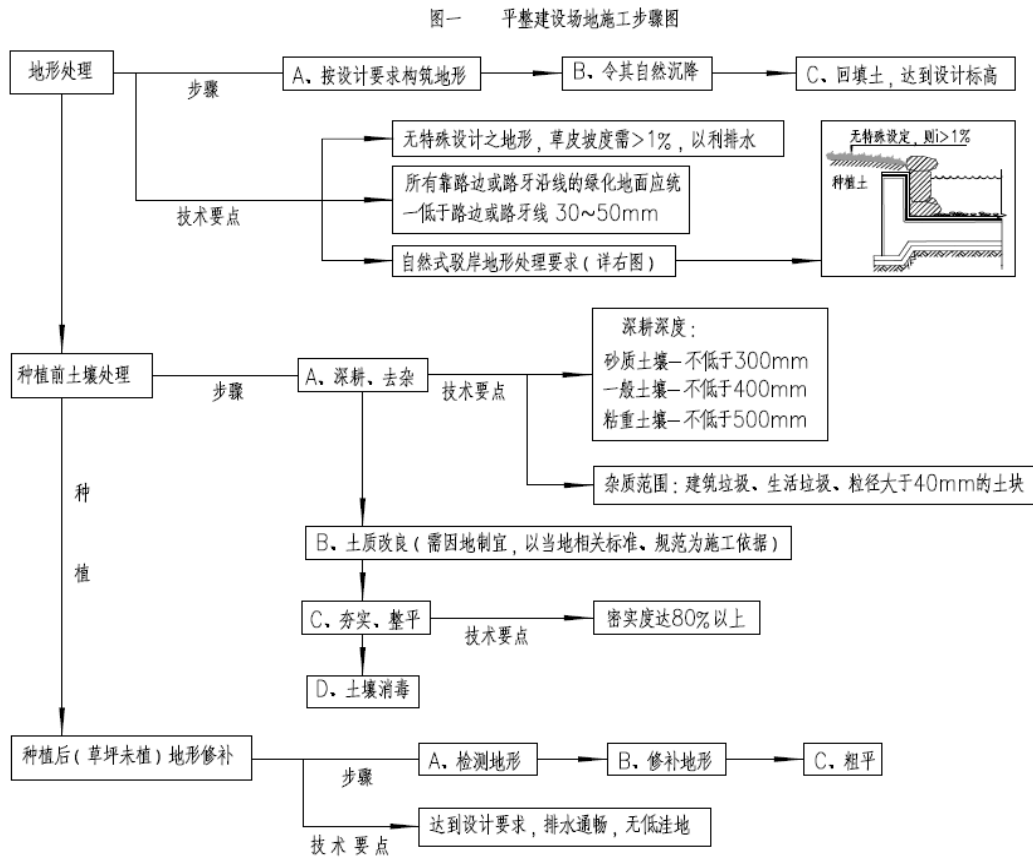 图一 平整建设场地施工步骤图
地形处理
步骤
A、按设计要求构筑地形
B、令其自然沉降
C、回填土，达到设计标高
技术要点
无特殊设计之地形，草皮坡度需>1%，以利排水
所有靠路边或路牙沿线的绿化地面应统
一低于路边或路牙线 30~50mm
自然式驳岸地形处理要求(详右图)
无特殊设定，则i>1%
种植土
种植前土壤处理
步骤
A、深耕、去杂
技术要点
深耕深度：
砂质土壤—不低于300mm
一般土壤—不低于400mm
粘重土壤—不低于500mm
杂质范围：建筑垃圾、生活垃圾、粒径大于40mm的土块
B、土质改良(需因地制宜，以当地相关标准、规范为施工依据)
C、夯实、整平
技术要点
密实度达80%以上
D、土壤消毒
种
植
种植后(草坪未植)地形修补
步骤
A、检测地形
B、修补地形
C、粗平
技术要点
达到设计要求，排水通畅，无低洼地